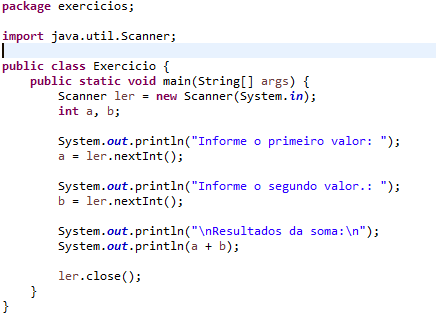 package exercicios;
import java.util.Scanner;
public class Exercicio {
public static void main(String[] args) {
Scanner ler = new Scanner(System.in);
int a, b;
System.out.println("Informe o primeiro valor: ");
a = ler.nextInt();
System.out.println("Informe o segundo valor.: ");
b = ler.nextInt();
System.out.println("\nResultados da soma:\n");
System.out.println(a + b);
ler.close();
}
}